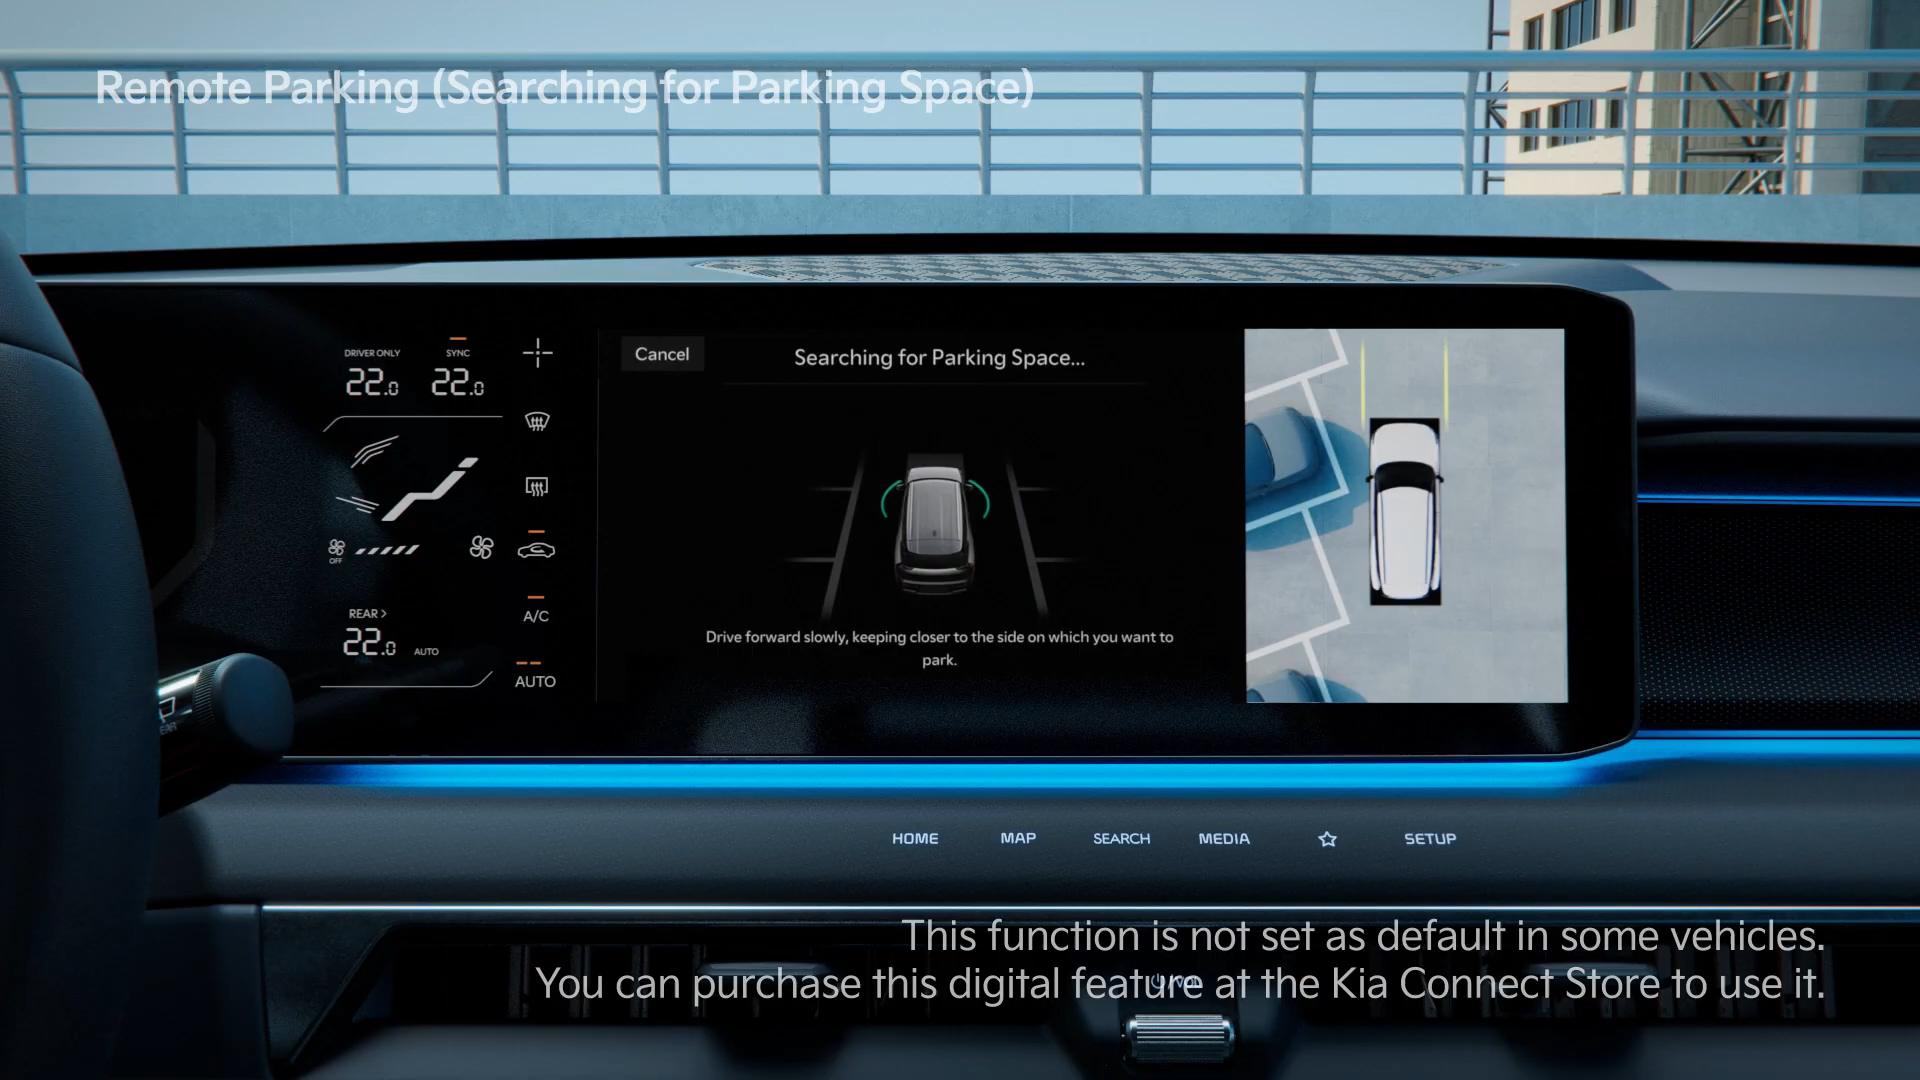 Remote Parking (Searching for Parking Space)
DRIVER ONLY
SYNC
22.0
22.0
OFF
A/C
REAR >
22.0
AUTO
AUTO
Cancel
Searching for Parking Space...
Drive forward slowly, keeping closer to the side on which you want to
park.
HOME
MAP
SEARCH
MEDIA
SETUP
This function is not set as default in some vehicles.
You can purchase this digital feature at the Kia Connect Store to use it.